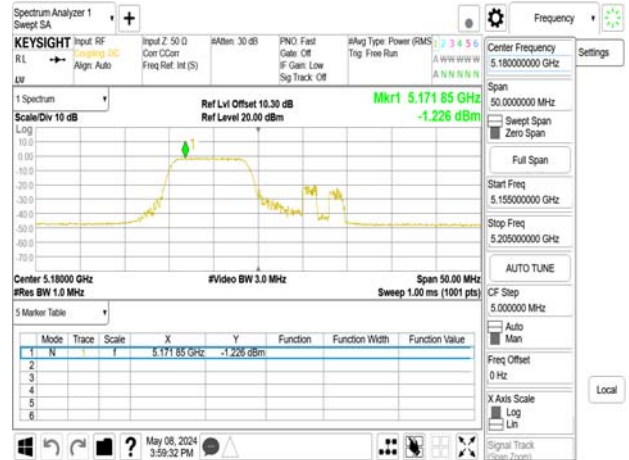 Spectrum Analyzer 1
Swept SA
+
Frequency
KEYSIGHT
RL
Input: RF
Coupling: DC
Align: Auto
Input Z: 50 Ω
Corr CCorr
Freq Ref: Int (S)
#Atten: 30 dB
PNO: Fast
Gate: Off
IF Gain: Low
Sig Track: Off
#Avg Type: Power (RMS
Trig: Free Run
1 2 3 4 5 6
A W W W W W
A N N N N N
1 Spectrum
Scale/Div 10 dB
Ref Lvl Offset 10.30 dB
Ref Level 20.00 dBm
Mkr1 5.171 85 GHz
-1.226 dBm
Log
10.0
0.00
-10.0
-20.0
-30.0
-40.0
-50.0
-60.0
-70.0
1
Center 5.18000 GHz
#Res BW 1.0 MHz
#Video BW 3.0 MHz
Span 50.00 MHz
Sweep 1.00 ms (1001 pts)
5 Marker Table
Mode Trace Scale X Y Function Function Width Function Value
1 N 1 f 5.171 85 GHz -1.226 dBm
2
3
4
5
6
Center Frequency
5.180000000 GHz
Settings
Span
50.0000000 MHz
Swept Span
Zero Span
Full Span
Start Freq
5.155000000 GHz
Stop Freq
5.205000000 GHz
AUTO TUNE
CF Step
5.000000 MHz
Auto
Man
Freq Offset
0 Hz
X Axis Scale
Log
Lin
Local
Signal Track
(Span Zoom)
?
May 08, 2024
3:59:32 PM